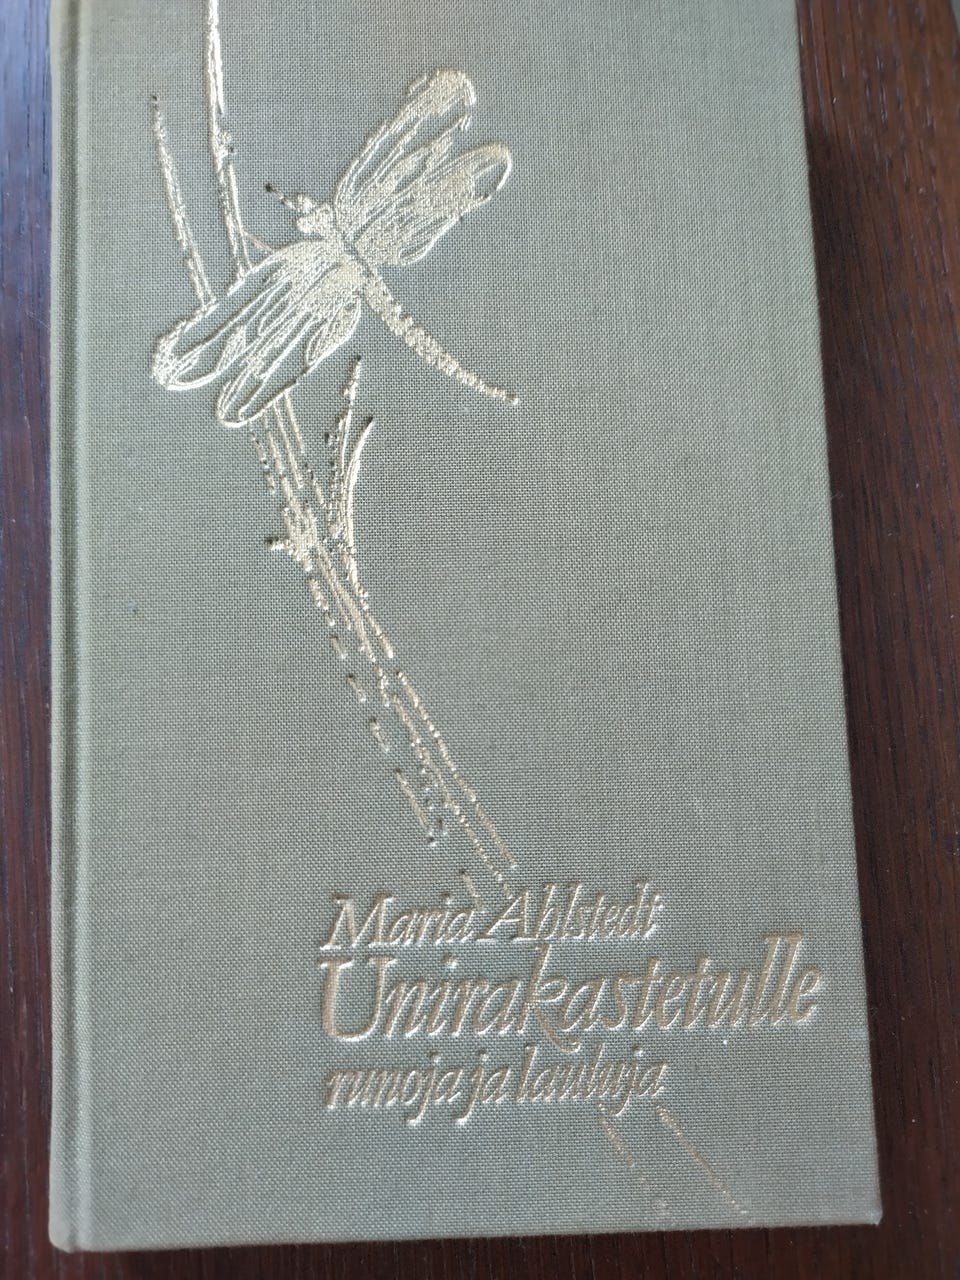 Maria Ahlstedt
Unirakastetulle
runoja ja lauluja